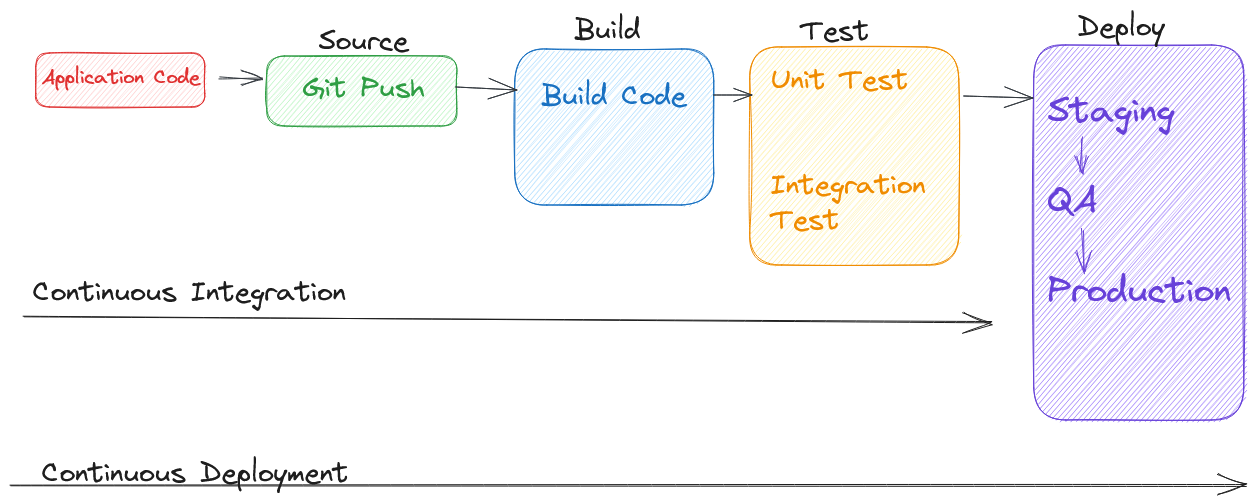 Source
Build
Test
Deploy
Application Code
Git Push
Build Code
Unit Test
Integration
Test
Staging
QA
Production
Continuous Integration
Continuous Deployment